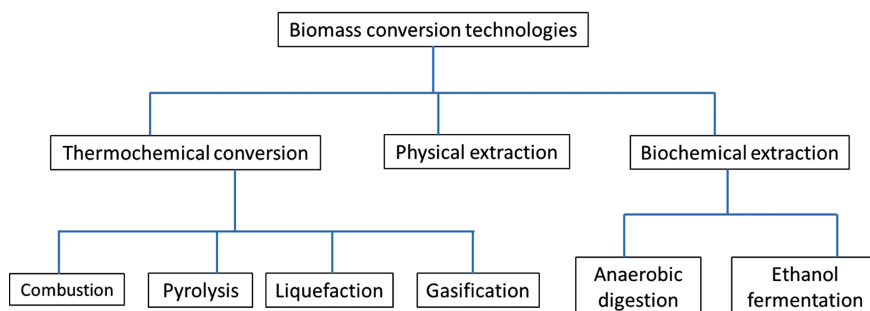 Biomass conversion technologies
Thermochemical conversion
Physical extraction
Biochemical extraction
Combustion
Pyrolysis
Liquefaction
Gasification
Anaerobic
digestion
Ethanol
fermentation